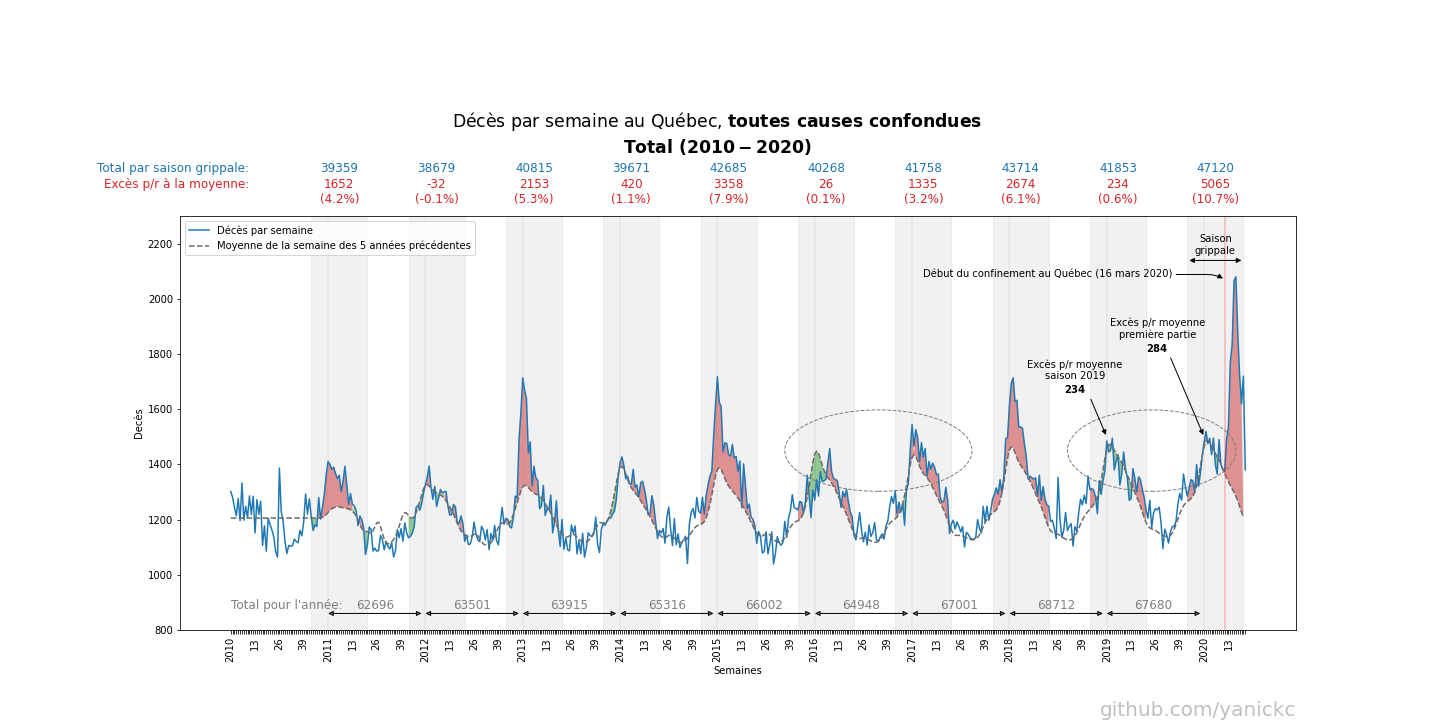 Décès par semaine au Québec, toutes causes confondues
Total (2010 – 2020)
Total par saison grippale: 39359 38679 40815 39671 42685 40268 41758 43714 41853 47120
Excès p/r à la moyenne: 1652 -32 2153 420 3358 26 1335 2674 234 5065
(4.2%) (-0.1%) (5.3%) (1.1%) (7.9%) (0.1%) (3.2%) (6.1%) (0.6%) (10.7%)
Décès par semaine
Moyenne de la semaine des 5 années précédentes
Saison
grippale
Début du confinement au Québec (16 mars 2020)
Excès p/r moyenne
première partie
284
Excès p/r moyenne
saison 2019
234
2200
2000
1800
1600
1400
1200
1000
800
Décès
Total pour l'année: 62696 63501 63915 65316 66002 64948 67001 68712 67680
2010 13 26 39 2011 13 26 39 2012 13 26 39 2013 13 26 39 2014 13 26 39 2015 13 26 39 2016 13 26 39 2017 13 26 39 2018 13 26 39 2019 13 26 39 2020 13
Semaines
github.com/yanickc